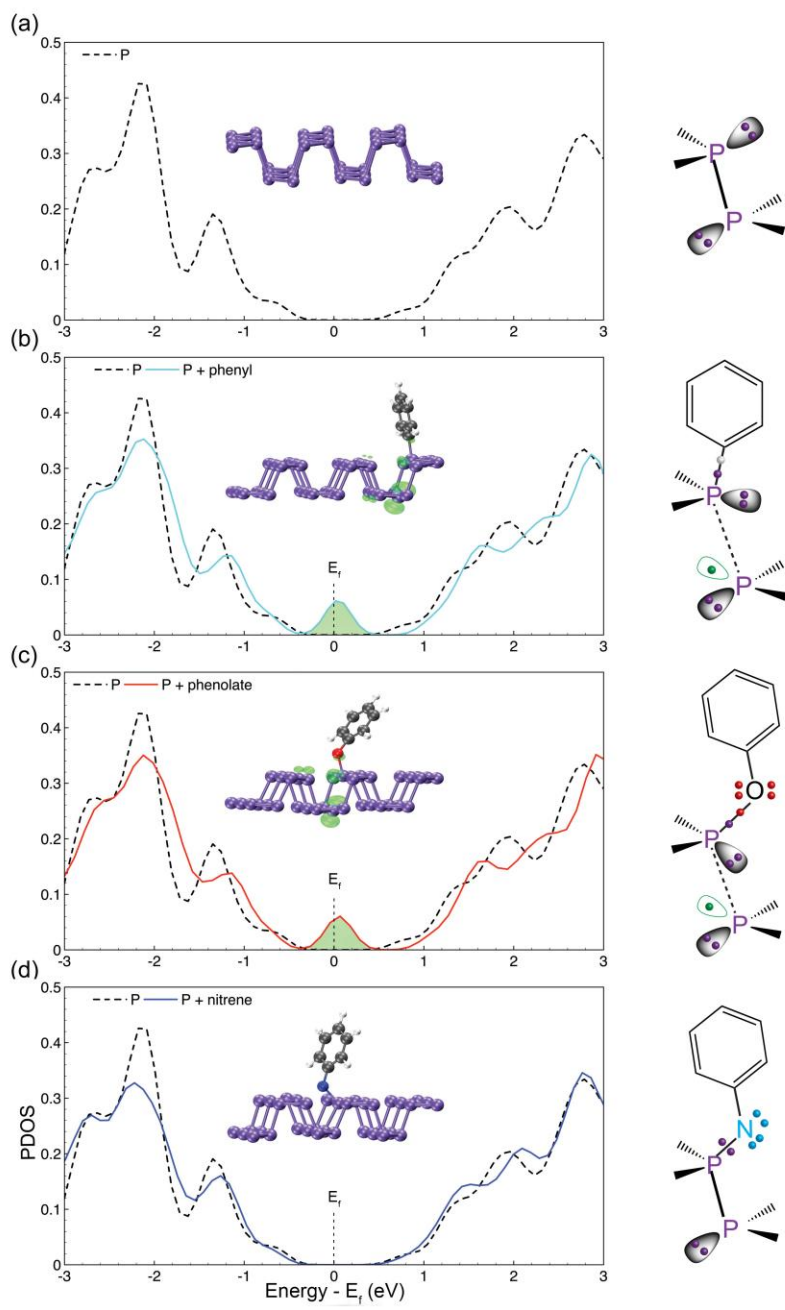 (a)
P
0.5
0.4
0.3
0.2
0.1
0
-3 -2 -1 0 1 2 3
P
P
(b)
P P + phenyl
0.5
0.4
0.3
0.2
0.1
0
E_f
-3 -2 -1 0 1 2 3
P
P
(c)
P P + phenolate
0.5
0.4
0.3
0.2
0.1
0
E_f
-3 -2 -1 0 1 2 3
O
P
P
(d)
P P + nitrene
0.5
0.4
0.3
0.2
0.1
0
PDOS
E_f
-3 -2 -1 0 1 2 3
Energy - E_f (eV)
N
P
P